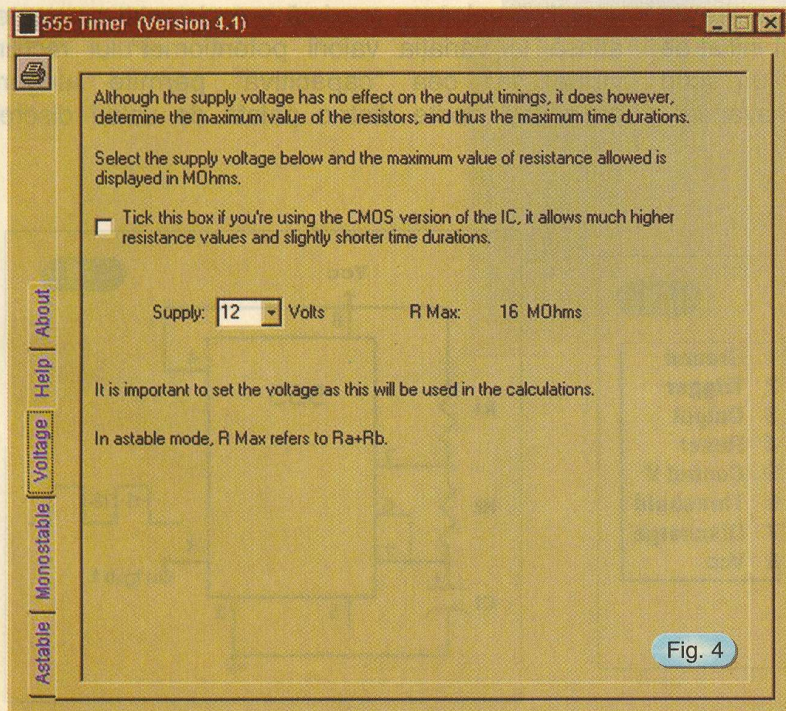 555 Timer (Version 4.1)
Although the supply voltage has no effect on the output timings, it does however,
determine the maximum value of the resistors, and thus the maximum time durations.
Select the supply voltage below and the maximum value of resistance allowed is
displayed in MOhms.
Tick this box if you're using the CMOS version of the IC, it allows much higher
resistance values and slightly shorter time durations.
Supply: 12 Volts R Max: 16 MOhms
It is important to set the voltage as this will be used in the calculations.
In astable mode, R Max refers to Ra+Rb.
About
Help
Voltage
Monostable
Astable
Fig. 4